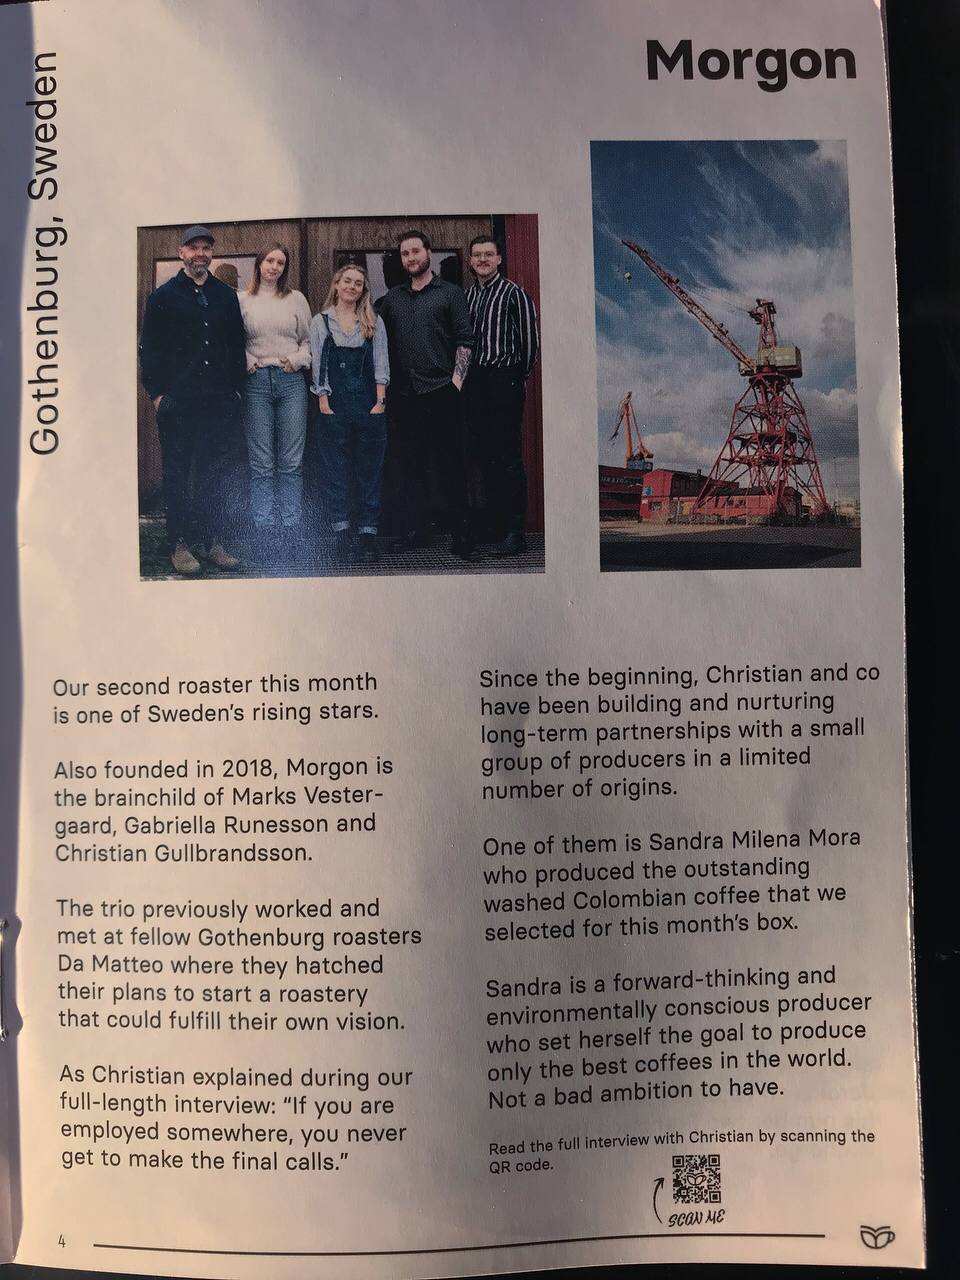 Gothenburg, Sweden
Morgon
Our second roaster this month
is one of Sweden's rising stars.
Also founded in 2018, Morgon is
the brainchild of Marks Vester-
gaard, Gabriella Runesson and
Christian Gullbrandsson.
The trio previously worked and
met at fellow Gothenburg roasters
Da Matteo where they hatched
their plans to start a roastery
that could fulfill their own vision.
As Christian explained during our
full-length interview: “If you are
employed somewhere, you never
get to make the final calls.”
Since the beginning, Christian and co
have been building and nurturing
long-term partnerships with a small
group of producers in a limited
number of origins.
One of them is Sandra Milena Mora
who produced the outstanding
washed Colombian coffee that we
selected for this month's box.
Sandra is a forward-thinking and
environmentally conscious producer
who set herself the goal to produce
only the best coffees in the world.
Not a bad ambition to have.
Read the full interview with Christian by scanning the
QR code.
SCAN ME
4